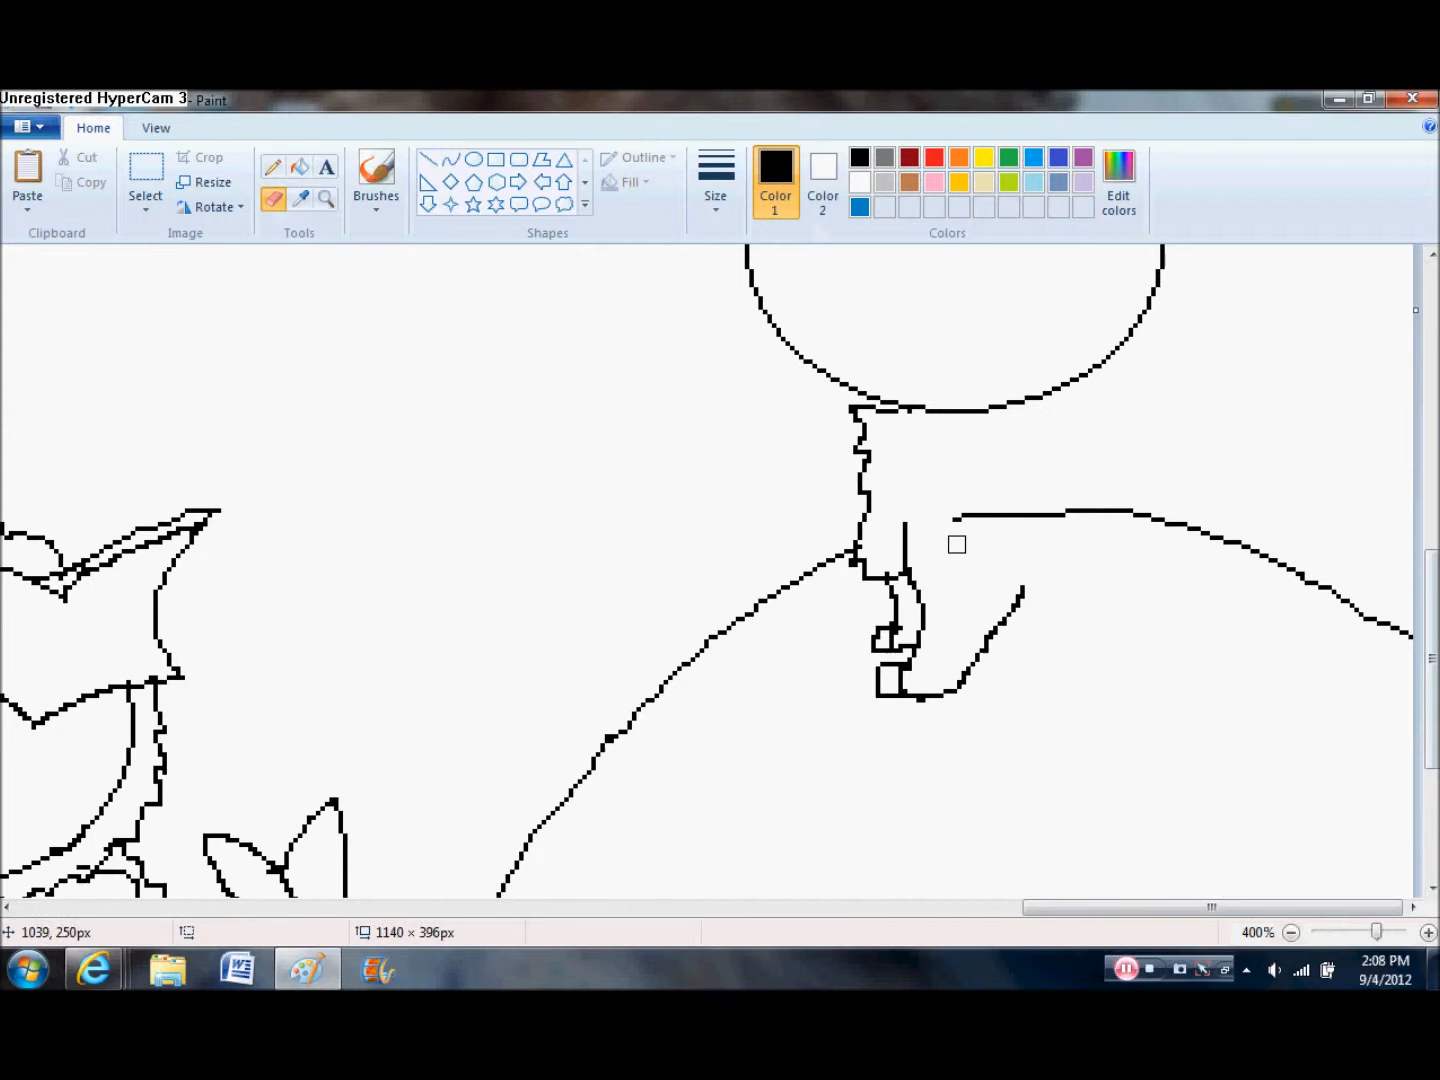 Unregistered HyperCam 3 - Paint
Home View
Paste
Cut
Copy
Clipboard
Select
Crop
Resize
Rotate
Image
A
Tools
Brushes
Outline
Fill
Shapes
Size
Color 1
Color 2
Edit colors
Colors
1039, 250px
1140 × 396px
400%
2:08 PM
9/4/2012